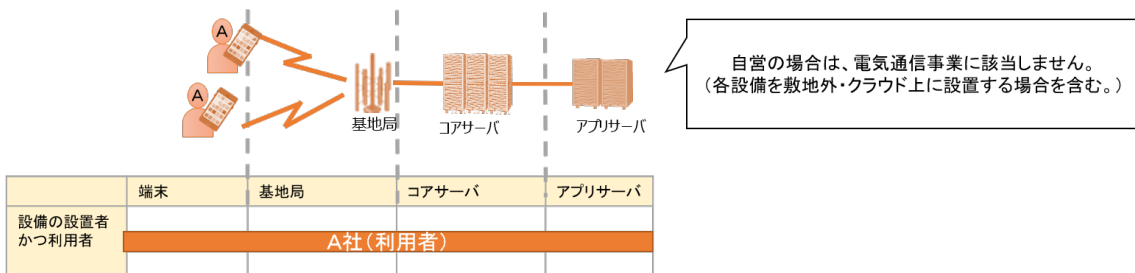 A
A
基地局
コアサーバ
アプリサーバ
自営の場合は、電気通信事業に該当しません。
(各設備を敷地外・クラウド上に設置する場合を含む。)
端末
基地局
コアサーバ
アプリサーバ
設備の設置者
かつ利用者
A社(利用者)